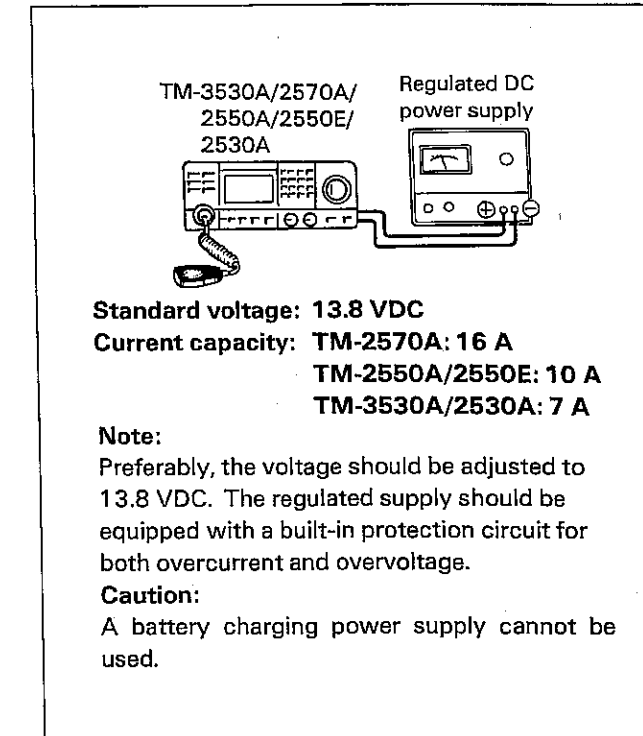 TM-3530A/2570A/
2550A/2550E/
2530A
Regulated DC
power supply
Standard voltage: 13.8 VDC
Current capacity: TM-2570A: 16 A
TM-2550A/2550E: 10 A
TM-3530A/2530A: 7 A
Note:
Preferably, the voltage should be adjusted to
13.8 VDC. The regulated supply should be
equipped with a built-in protection circuit for
both overcurrent and overvoltage.
Caution:
A battery charging power supply cannot be
used.